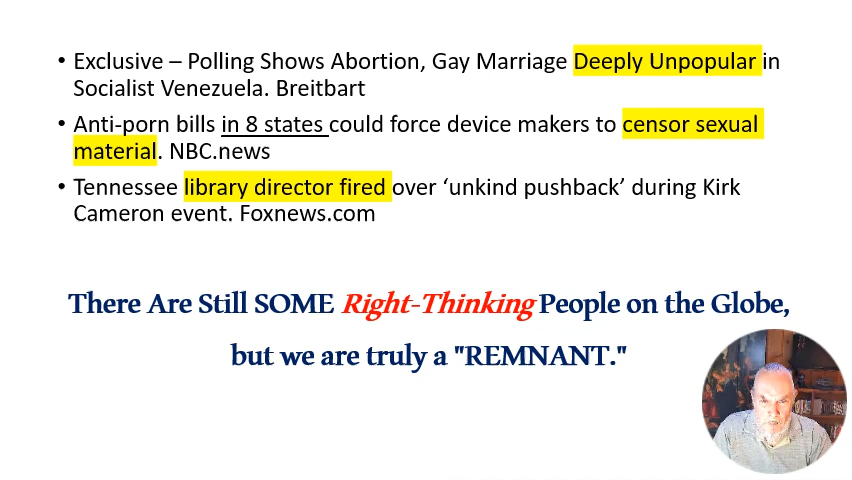 • Exclusive – Polling Shows Abortion, Gay Marriage Deeply Unpopular in
Socialist Venezuela. Breitbart
• Anti-porn bills in 8 states could force device makers to censor sexual
material. NBC.news
• Tennessee library director fired over ‘unkind pushback’ during Kirk
Cameron event. Foxnews.com
There Are Still SOME Right-Thinking People on the Globe,
but we are truly a "REMNANT."